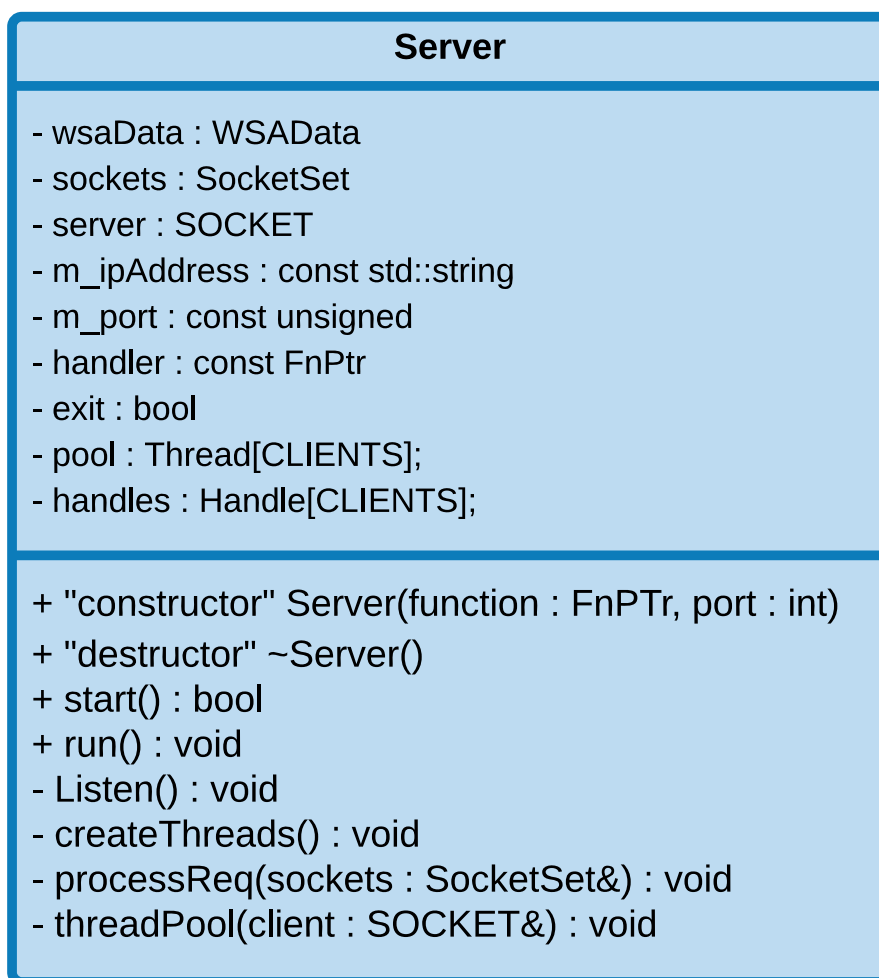 Server
- wsaData : WSAData
- sockets : SocketSet
- server : SOCKET
- m_ipAddress : const std::string
- m_port : const unsigned
- handler : const FnPtr
- exit : bool
- pool : Thread[CLIENTS];
- handles : Handle[CLIENTS];
+ "constructor" Server(function : FnPTr, port : int)
+ "destructor" ~Server()
+ start() : bool
+ run() : void
- Listen() : void
- createThreads() : void
- processReq(sockets : SocketSet&) : void
- threadPool(client : SOCKET&) : void